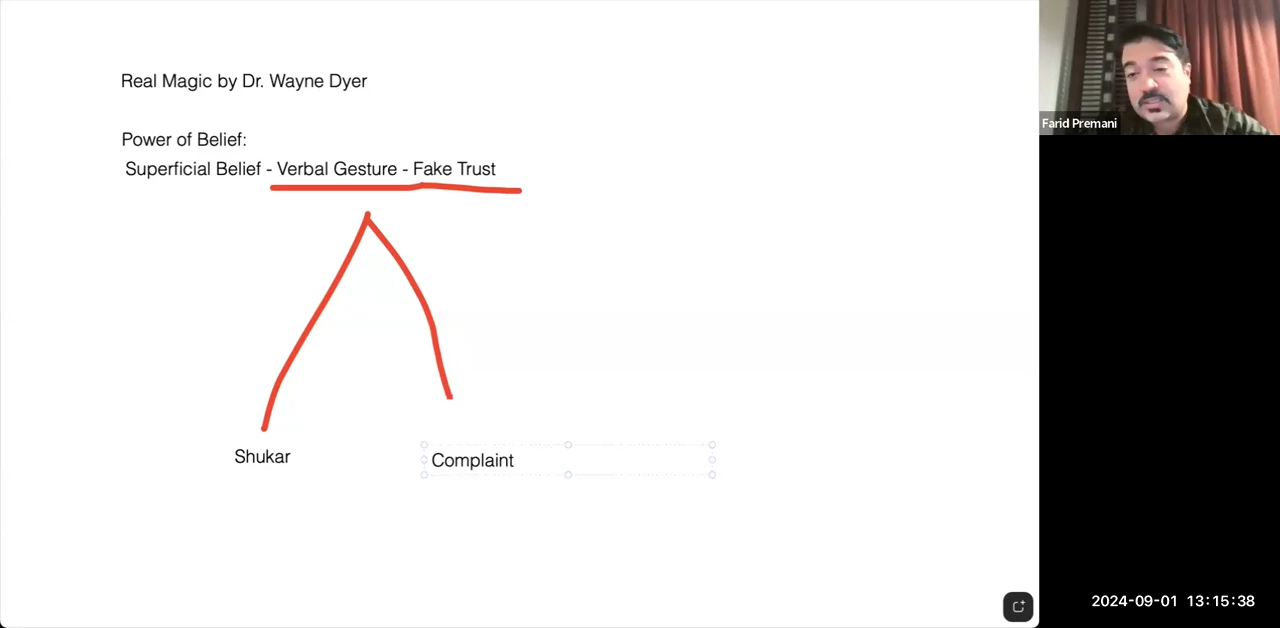 Real Magic by Dr. Wayne Dyer
Power of Belief:
Superficial Belief - Verbal Gesture - Fake Trust
Shukar
Complaint
Farid Premani
2024-09-01 13:15:38